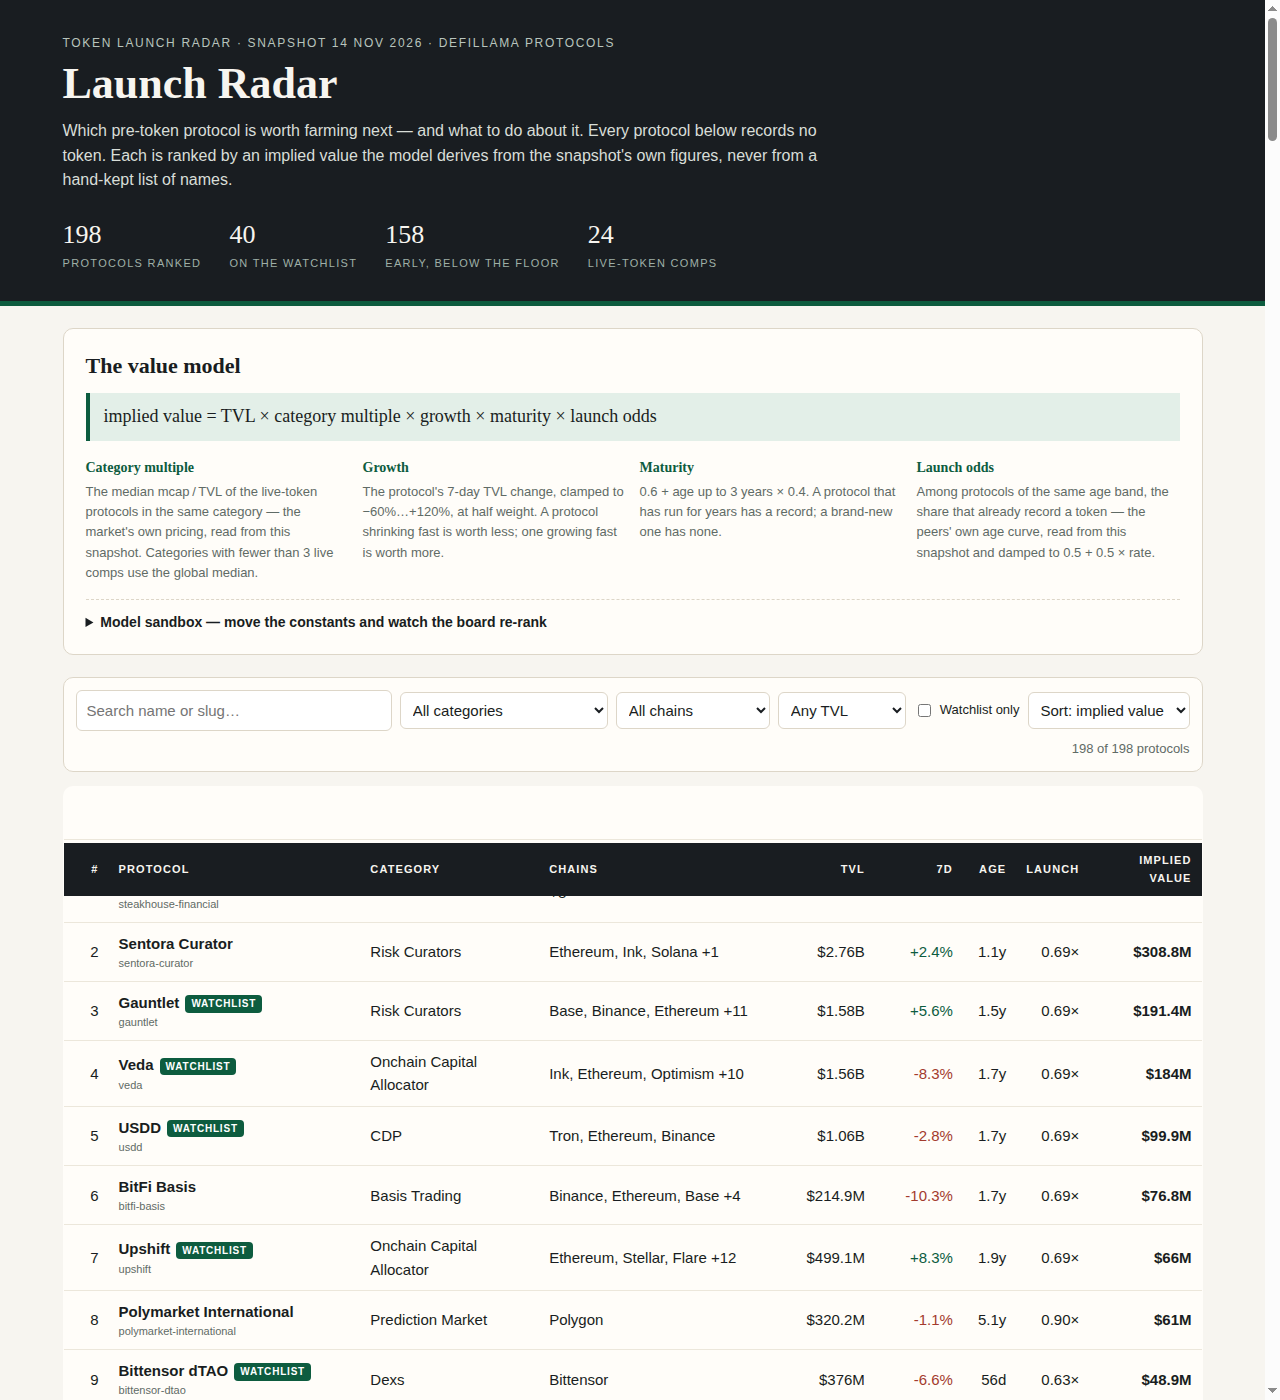 TOKEN LAUNCH RADAR · SNAPSHOT 14 NOV 2026 · DEFILLAMA PROTOCOLS
Launch Radar
Which pre-token protocol is worth farming next — and what to do about it. Every protocol below records no
token. Each is ranked by an implied value the model derives from the snapshot's own figures, never from a
hand-kept list of names.
198 40 158 24
PROTOCOLS RANKED ON THE WATCHLIST EARLY, BELOW THE FLOOR LIVE-TOKEN COMPS
The value model
implied value = TVL × category multiple × growth × maturity × launch odds
Category multiple
The median mcap / TVL of the live-token
protocols in the same category — the
market's own pricing, read from this
snapshot. Categories with fewer than 3 live
comps use the global median.
Growth
The protocol's 7-day TVL change, clamped to
−60%…+120%, at half weight. A protocol
shrinking fast is worth less; one growing fast
is worth more.
Maturity
0.6 + age up to 3 years × 0.4. A protocol that
has run for years has a record; a brand-new
one has none.
Launch odds
Among protocols of the same age band, the
share that already record a token — the
peers' own age curve, read from this
snapshot and damped to 0.5 + 0.5 × rate.
Model sandbox — move the constants and watch the board re-rank
Search name or slug… All categories All chains Any TVL Watchlist only Sort: implied value
198 of 198 protocols
# PROTOCOL CATEGORY CHAINS TVL 7D AGE LAUNCH IMPLIED VALUE
steakhouse-financial
2 Sentora Curator Risk Curators Ethereum, Ink, Solana +1 $2.76B +2.4% 1.1y 0.69× $308.8M
sentora-curator
3 Gauntlet WATCHLIST Risk Curators Base, Binance, Ethereum +11 $1.58B +5.6% 1.5y 0.69× $191.4M
gauntlet
4 Veda WATCHLIST Onchain Capital Allocator Ink, Ethereum, Optimism +10 $1.56B -8.3% 1.7y 0.69× $184M
veda
5 USDD WATCHLIST CDP Tron, Ethereum, Binance $1.06B -2.8% 1.7y 0.69× $99.9M
usdd
6 BitFi Basis Basis Trading Binance, Ethereum, Base +4 $214.9M -10.3% 1.7y 0.69× $76.8M
bitfi-basis
7 Upshift WATCHLIST Onchain Capital Allocator Ethereum, Stellar, Flare +12 $499.1M +8.3% 1.9y 0.69× $66M
upshift
8 Polymarket International Prediction Market Polygon $320.2M -1.1% 5.1y 0.90× $61M
polymarket-international
9 Bittensor dTAO WATCHLIST Dexs Bittensor $376M -6.6% 56d 0.63× $48.9M
bittensor-dtao